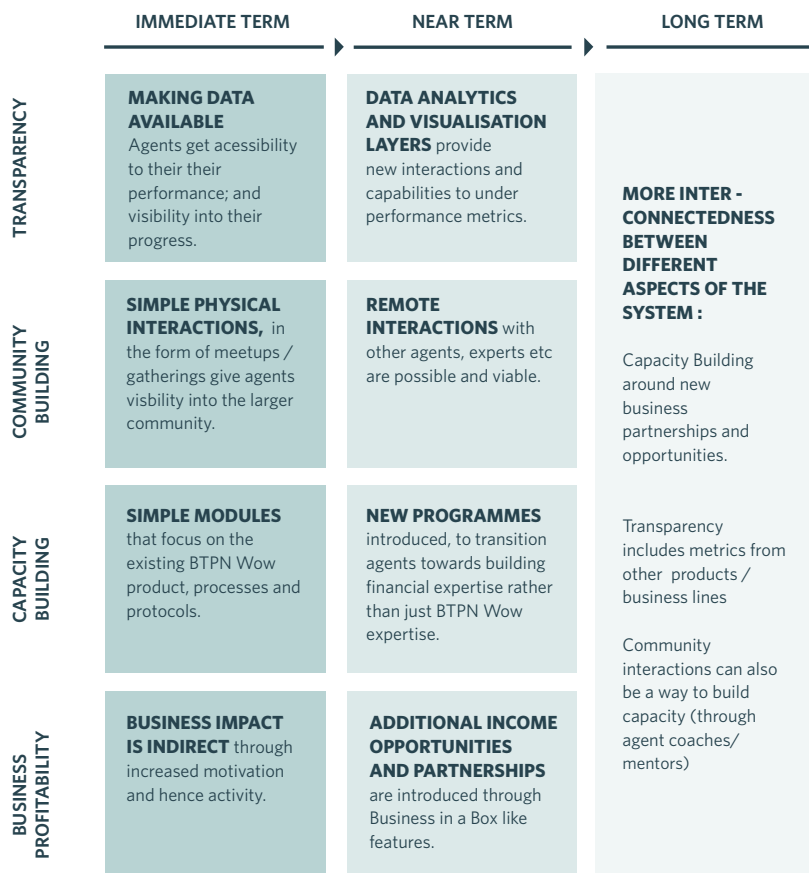 IMMEDIATE TERM
NEAR TERM
LONG TERM
TRANSPARENCY
MAKING DATA
AVAILABLE
Agents get acessibility
to their their
performance; and
visibility into their
progress.
DATA ANALYTICS
AND VISUALISATION
LAYERS provide
new interactions and
capabilities to under
performance metrics.
COMMUNITY
BUILDING
SIMPLE PHYSICAL
INTERACTIONS, in
the form of meetups /
gatherings give agents
visbility into the larger
community.
REMOTE
INTERACTIONS with
other agents, experts etc
are possible and viable.
CAPACITY
BUILDING
SIMPLE MODULES
that focus on the
existing BTPN Wow
product, processes and
protocols.
NEW PROGRAMMES
introduced, to transition
agents towards building
financial expertise rather
than just BTPN Wow
expertise.
BUSINESS
PROFITABILITY
BUSINESS IMPACT
IS INDIRECT through
increased motivation
and hence activity.
ADDITIONAL INCOME
OPPORTUNITIES
AND PARTNERSHIPS
are introduced through
Business in a Box like
features.
MORE INTER -
CONNECTEDNESS
BETWEEN
DIFFERENT
ASPECTS OF THE
SYSTEM :
Capacity Building
around new
business
partnerships and
opportunities.
Transparency
includes metrics from
other products /
business lines
Community
interactions can also
be a way to build
capacity (through
agent coaches/
mentors)